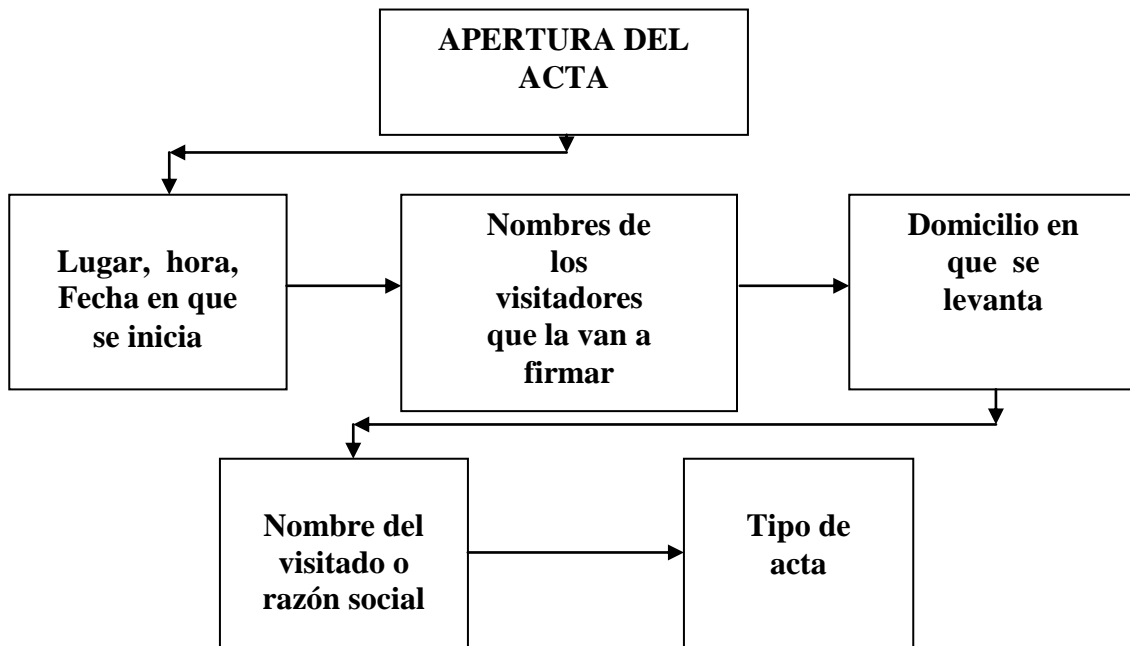 APERTURA DEL
ACTA
Lugar, hora,
Fecha en que
se inicia
Nombres de
los
visitadores
que la van a
firmar
Domicilio en
que se
levanta
Nombre del
visitado o
razón social
Tipo de
acta